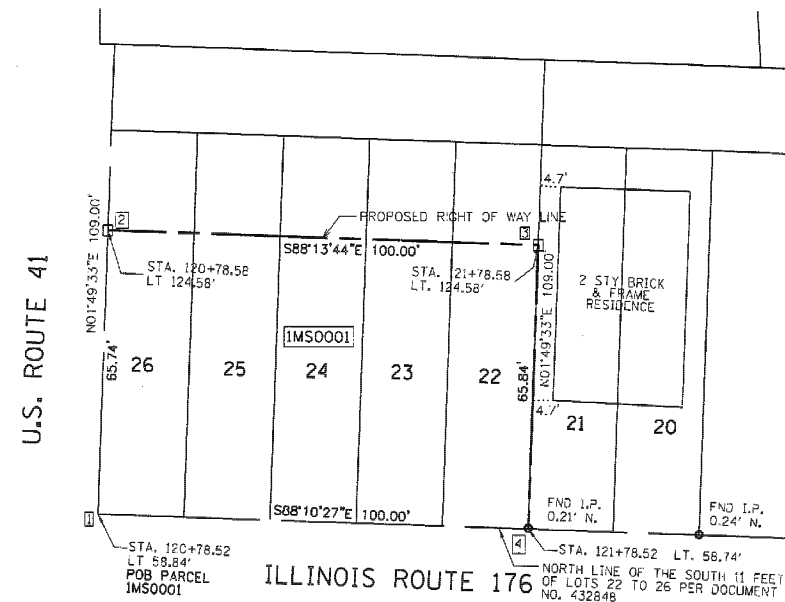 4.7'
2
PROPOSED RIGHT OF WAY LINE
3
S88°13'44"E 100.00'
STA. 120+78.58
LT 124.58'
STA. 121+78.58
LT. 124.58'
N01°49'33"E 109.00'
N01°49'33"E 109.00'
2 STY BRICK
& FRAME
RESIDENCE
U.S. ROUTE 41
1MS0001
65.74'
65.84'
26
25
24
23
22
4.7'
21
20
S88°10'27"E 100.00'
FND I.P.
0.21' N.
FND I.P.
0.24' N.
1
4
STA. 120+78.52
LT 58.84'
POB PARCEL
1MS0001
STA. 121+78.52 LT. 58.74'
ILLINOIS ROUTE 176
NORTH LINE OF THE SOUTH 11 FEET
OF LOTS 22 TO 26 PER DOCUMENT
NO. 432848